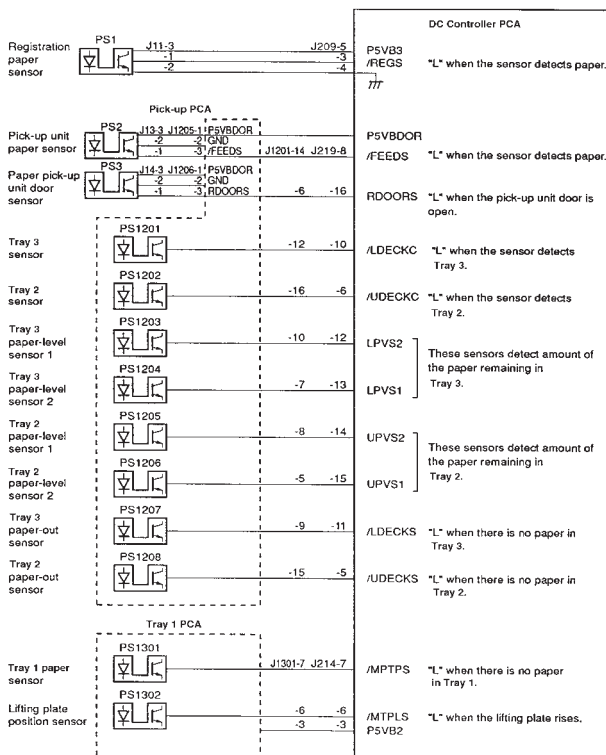 DC Controller PCA
Registration paper sensor
PS1
J11-3 J209-5 P5VB3
-1 -3 /REGS "L" when the sensor detects paper.
-2 -4
Pick-up PCA
Pick-up unit paper sensor
PS2
J13-3 J1205-1 P5VBDOR P5VBDOR
-2 -2 GND
-1 -3 /FEEDS J1201-14 J219-8 /FEEDS "L" when the sensor detects paper.
Paper pick-up unit door sensor
PS3
J14-3 J1206-1 P5VBDOR
-2 -2 GND
-1 -3 RDOORS -6 -16 RDOORS "L" when the pick-up unit door is open.
Tray 3 sensor
PS1201
-12 -10 /LDECKC "L" when the sensor detects Tray 3.
Tray 2 sensor
PS1202
-16 -6 /UDECKC "L" when the sensor detects Tray 2.
Tray 3 paper-level sensor 1
PS1203
-10 -12 LPVS2
These sensors detect amount of the paper remaining in Tray 3.
Tray 3 paper-level sensor 2
PS1204
-7 -13 LPVS1
Tray 2 paper-level sensor 1
PS1205
-8 -14 UPVS2
These sensors detect amount of the paper remaining in Tray 2.
Tray 2 paper-level sensor 2
PS1206
-5 -15 UPVS1
Tray 3 paper-out sensor
PS1207
-9 -11 /LDECKS "L" when there is no paper in Tray 3.
Tray 2 paper-out sensor
PS1208
-15 -5 /UDECKS "L" when there is no paper in Tray 2.
Tray 1 PCA
Tray 1 paper sensor
PS1301
J1301-7 J214-7 /MPTPS "L" when there is no paper in Tray 1.
Lifting plate position sensor
PS1302
-6 -6 /MTPLS "L" when the lifting plate rises.
-3 -3 P5VB2